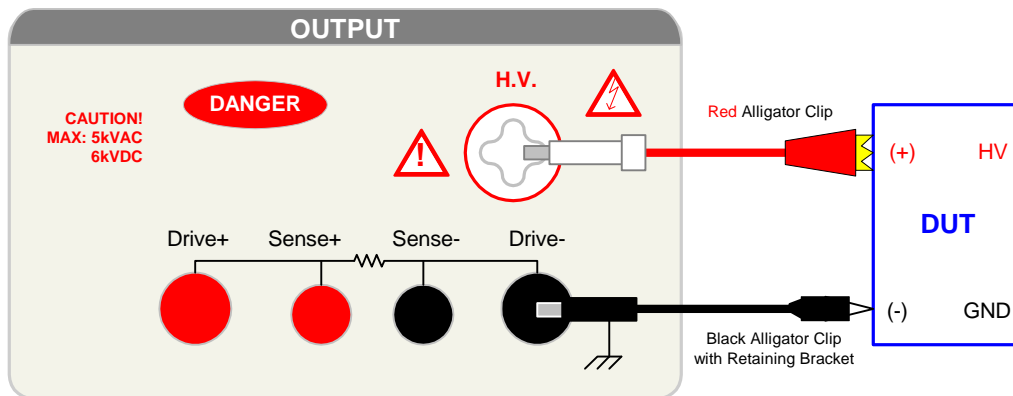 OUTPUT
DANGER
CAUTION!
MAX: 5kVAC
6kVDC
H.V.
!
Red Alligator Clip
(+)
HV
DUT
Drive+
Sense+
Sense-
Drive-
(-)
GND
Black Alligator Clip
with Retaining Bracket